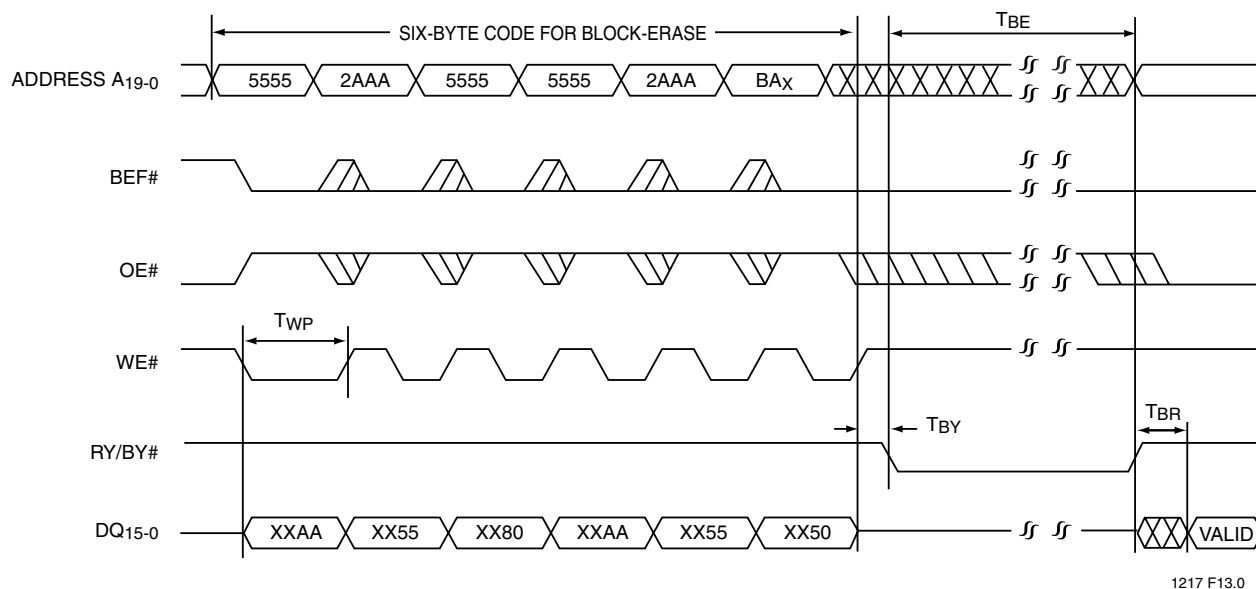 SIX-BYTE CODE FOR BLOCK-ERASE
TBE
ADDRESS A19-0
5555 2AAA 5555 5555 2AAA BAX
BEF#
OE#
TWP
WE#
TBY
TBR
RY/BY#
DQ15-0
XXAA XX55 XX80 XXAA XX55 XX50 VALID
1217 F13.0